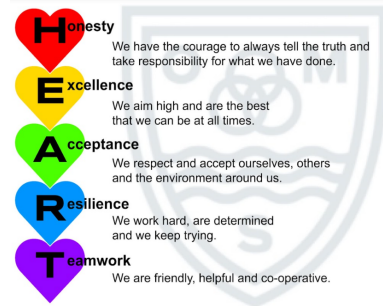 Honesty
We have the courage to always tell the truth and
take responsibility for what we have done.
Excellence
We aim high and are the best
that we can be at all times.
Acceptance
We respect and accept ourselves, others
and the environment around us.
Resilience
We work hard, are determined
and we keep trying.
Teamwork
We are friendly, helpful and co-operative.
O M
S